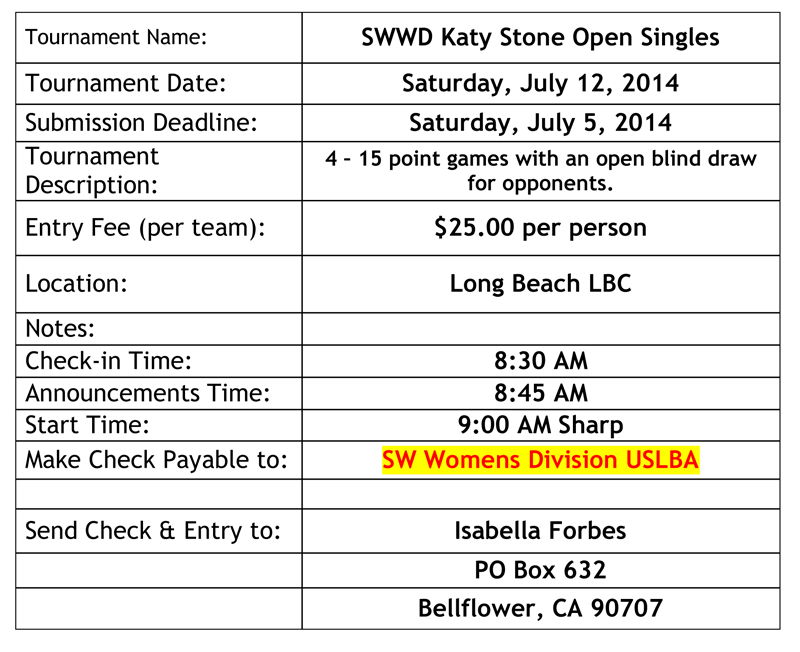 Tournament Name: SWWD Katy Stone Open Singles
Tournament Date: Saturday, July 12, 2014
Submission Deadline: Saturday, July 5, 2014
Tournament Description: 4 – 15 point games with an open blind draw
for opponents.
Entry Fee (per team): $25.00 per person
Location: Long Beach LBC
Notes:
Check-in Time: 8:30 AM
Announcements Time: 8:45 AM
Start Time: 9:00 AM Sharp
Make Check Payable to: SW Womens Division USLBA
Send Check & Entry to: Isabella Forbes
PO Box 632
Bellflower, CA 90707